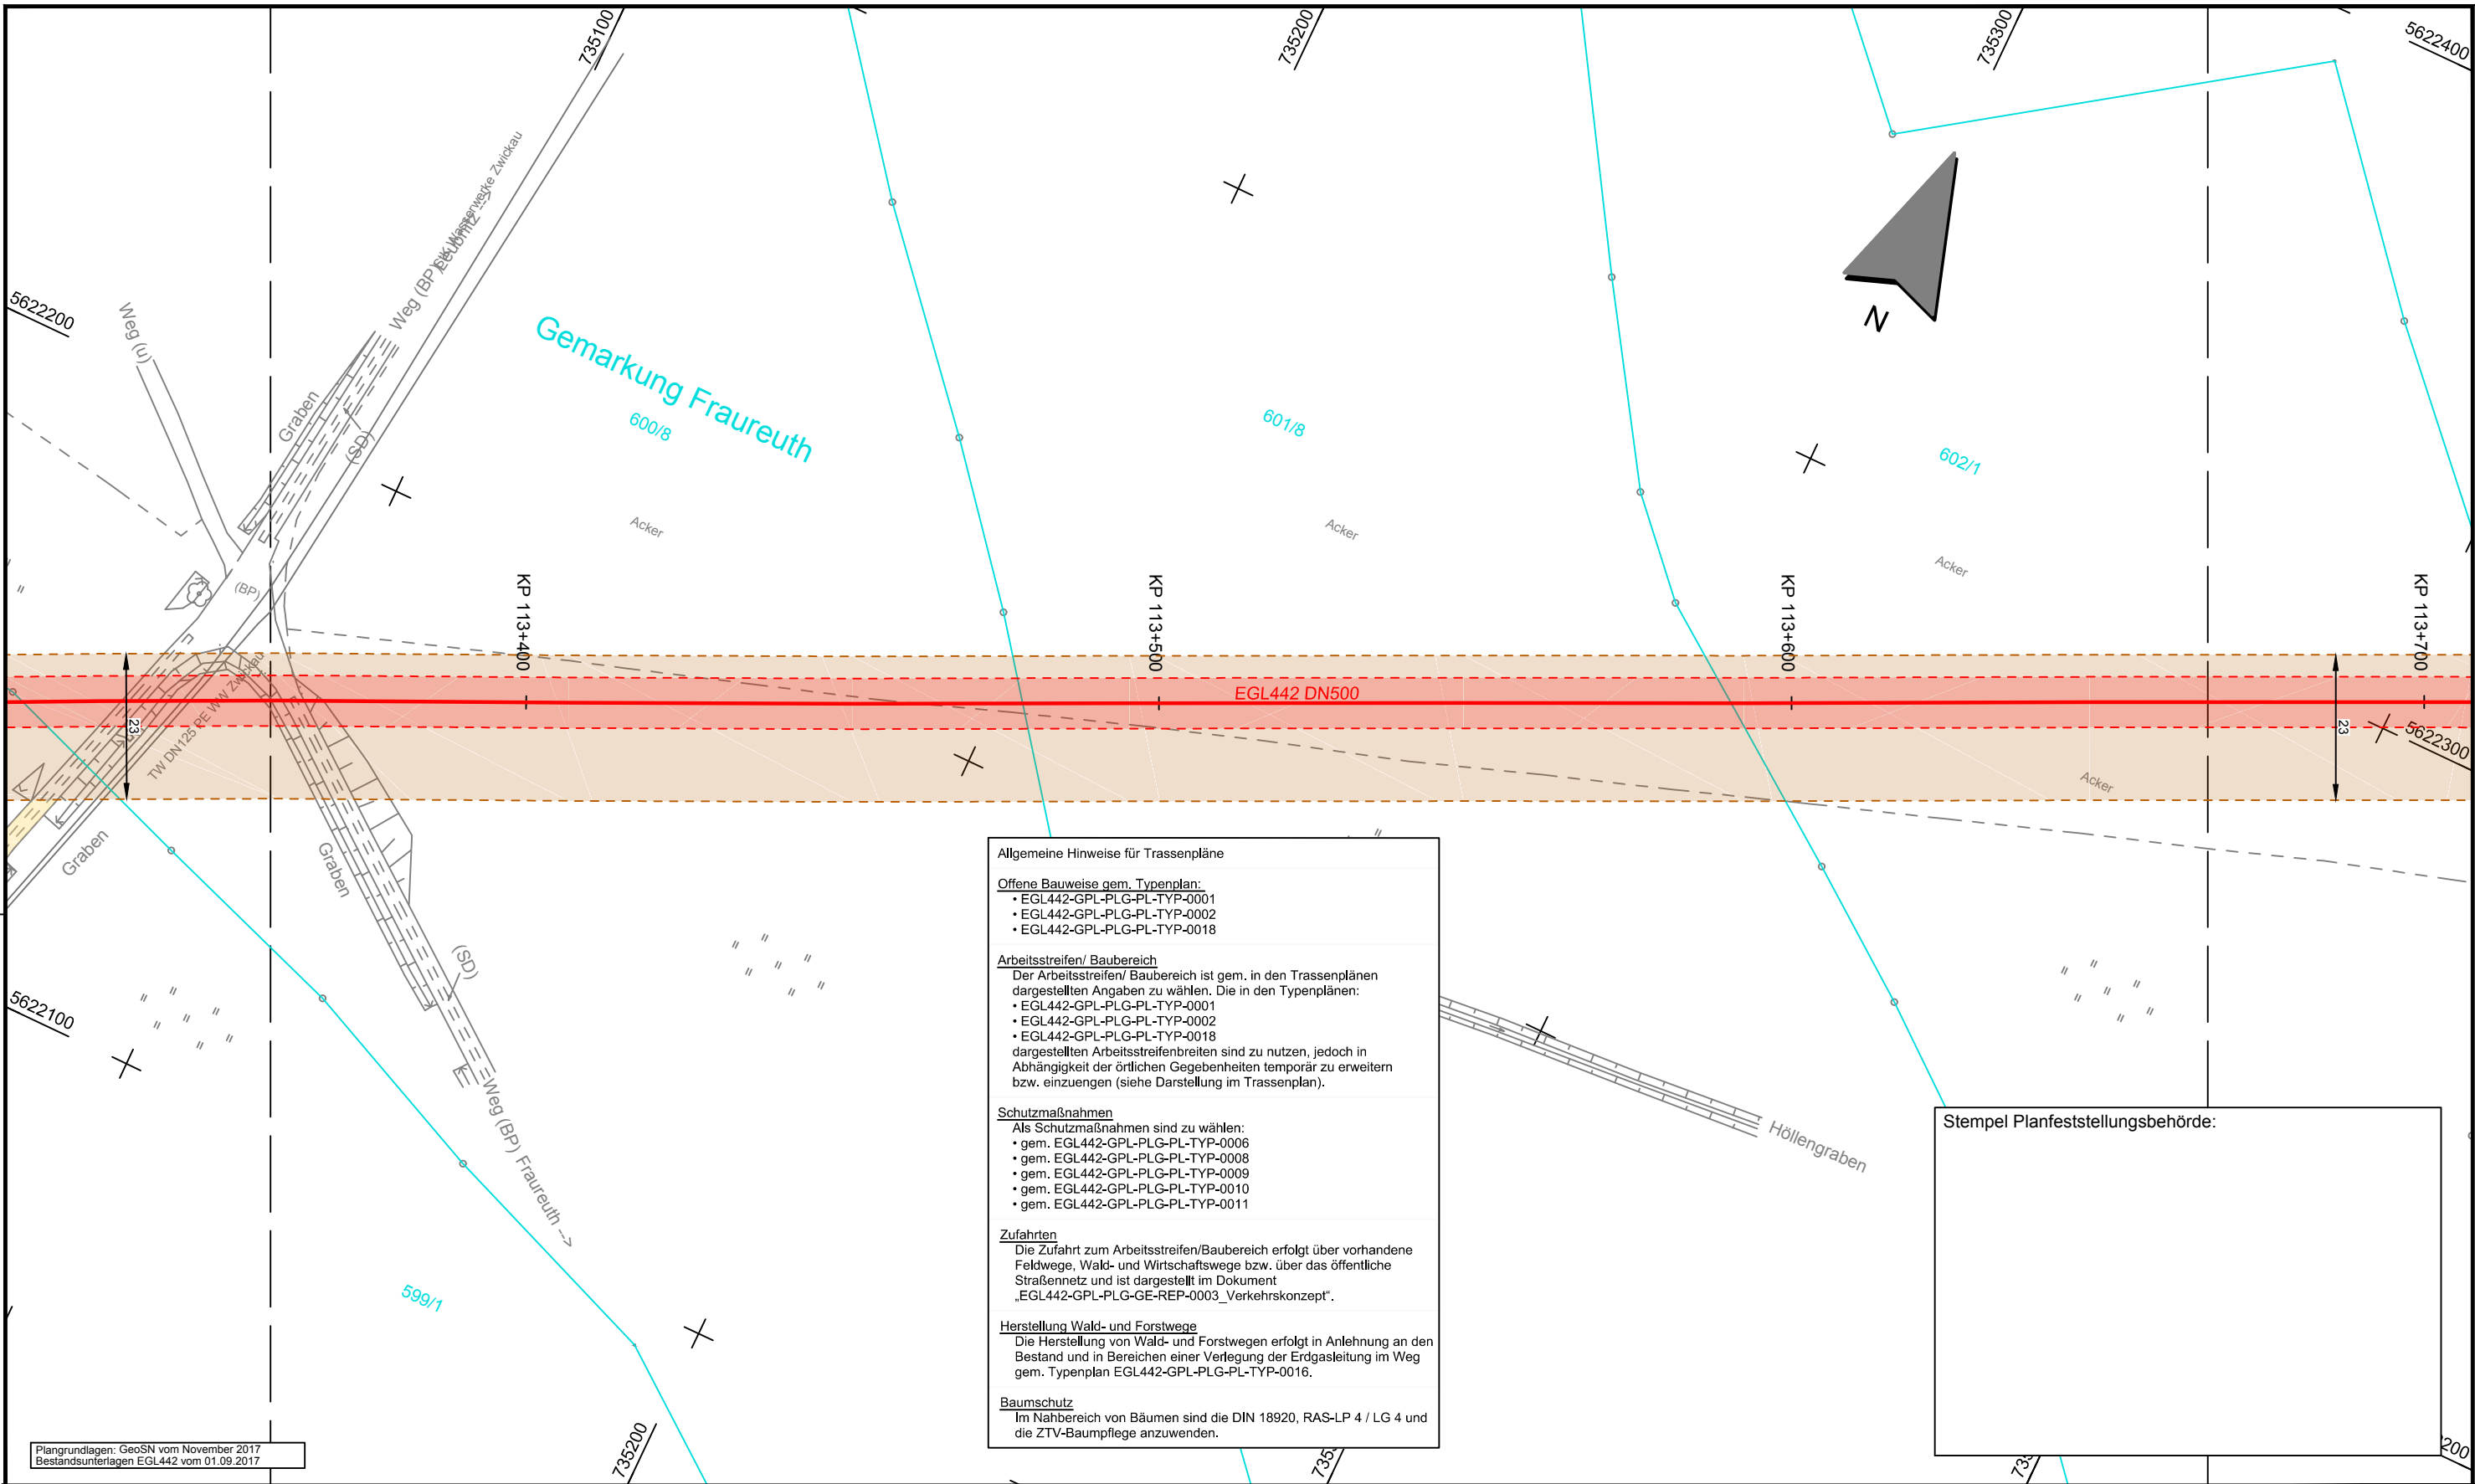 735100
735200
735300
5622400
Weg (BP) Leubnitz -->
StK Wasserwerke Zwickau
5622200
Weg (u)
Graben
(SD)
Gemarkung Fraureuth
600/8
601/8
602/1
N
Acker
Acker
Acker
(BP)
KP 113+400
KP 113+500
KP 113+600
KP 113+700
EGL442 DN500
TW DN125 PE WW Zwickau
23
23
5622300
Acker
Graben
Graben
(SD)
5622100
Weg (BP) Fraureuth -->
599/1
Höllengraben
Allgemeine Hinweise für Trassenpläne
Offene Bauweise gem. Typenplan:
• EGL442-GPL-PLG-PL-TYP-0001
• EGL442-GPL-PLG-PL-TYP-0002
• EGL442-GPL-PLG-PL-TYP-0018
Arbeitsstreifen/ Baubereich
Der Arbeitsstreifen/ Baubereich ist gem. in den Trassenplänen
dargestellten Angaben zu wählen. Die in den Typenplänen:
• EGL442-GPL-PLG-PL-TYP-0001
• EGL442-GPL-PLG-PL-TYP-0002
• EGL442-GPL-PLG-PL-TYP-0018
dargestellten Arbeitsstreifenbreiten sind zu nutzen, jedoch in
Abhängigkeit der örtlichen Gegebenheiten temporär zu erweitern
bzw. einzuengen (siehe Darstellung im Trassenplan).
Schutzmaßnahmen
Als Schutzmaßnahmen sind zu wählen:
• gem. EGL442-GPL-PLG-PL-TYP-0006
• gem. EGL442-GPL-PLG-PL-TYP-0008
• gem. EGL442-GPL-PLG-PL-TYP-0009
• gem. EGL442-GPL-PLG-PL-TYP-0010
• gem. EGL442-GPL-PLG-PL-TYP-0011
Zufahrten
Die Zufahrt zum Arbeitsstreifen/Baubereich erfolgt über vorhandene
Feldwege, Wald- und Wirtschaftswege bzw. über das öffentliche
Straßennetz und ist dargestellt im Dokument
„EGL442-GPL-PLG-GE-REP-0003_Verkehrskonzept“.
Herstellung Wald- und Forstwege
Die Herstellung von Wald- und Forstwegen erfolgt in Anlehnung an den
Bestand und in Bereichen einer Verlegung der Erdgasleitung im Weg
gem. Typenplan EGL442-GPL-PLG-PL-TYP-0016.
Baumschutz
Im Nahbereich von Bäumen sind die DIN 18920, RAS-LP 4 / LG 4 und
die ZTV-Baumpflege anzuwenden.
Stempel Planfeststellungsbehörde:
Plangrundlagen: GeoSN vom November 2017
Bestandsunterlagen EGL442 vom 01.09.2017
735200